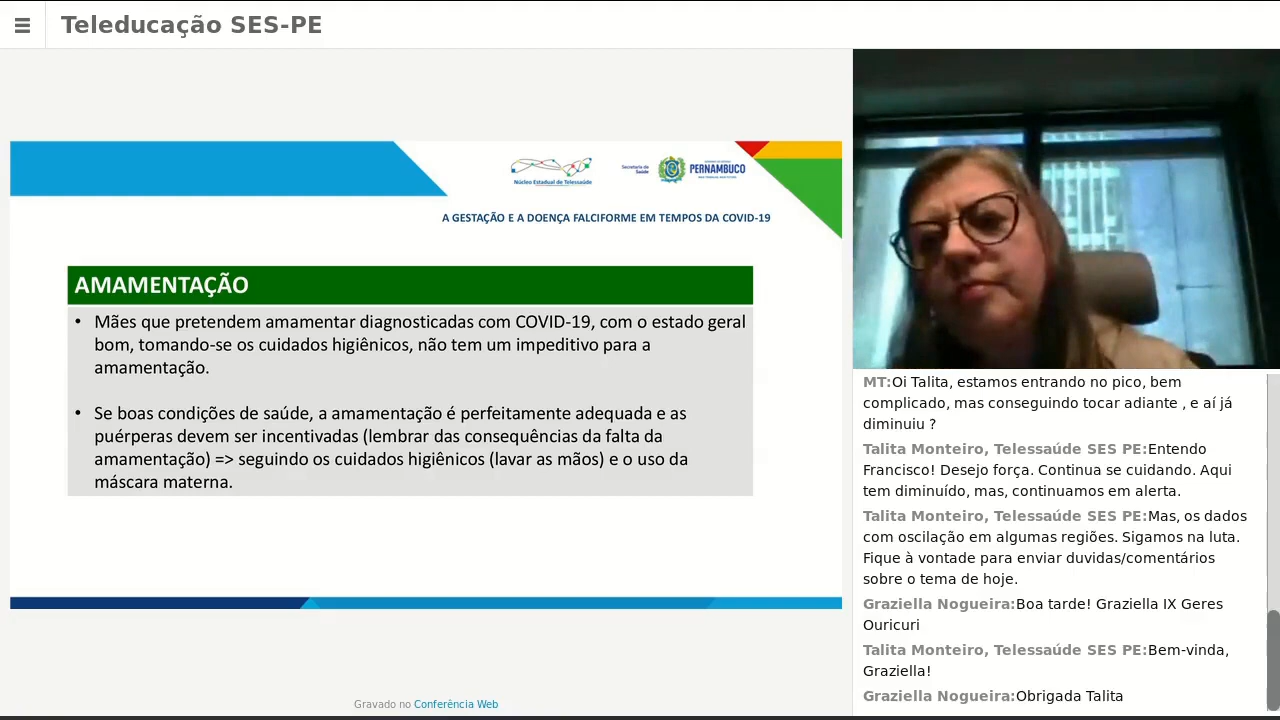 Teleducação SES-PE
Núcleo Estadual de Telessaúde
Secretaria de
Saúde
PERNAMBUCO
A GESTAÇÃO E A DOENÇA FALCIFORME EM TEMPOS DA COVID-19
AMAMENTAÇÃO
• Mães que pretendem amamentar diagnosticadas com COVID-19, com o estado geral
bom, tomando-se os cuidados higiênicos, não tem um impeditivo para a
amamentação.
• Se boas condições de saúde, a amamentação é perfeitamente adequada e as
puérperas devem ser incentivadas (lembrar das consequências da falta da
amamentação) => seguindo os cuidados higiênicos (lavar as mãos) e o uso da
máscara materna.
Gravado no Conferência Web
MT:Oi Talita, estamos entrando no pico, bem
complicado, mas conseguindo tocar adiante , e aí já
diminuiu ?
Talita Monteiro, Telessaúde SES PE:Entendo
Francisco! Desejo força. Continua se cuidando. Aqui
tem diminuído, mas, continuamos em alerta.
Talita Monteiro, Telessaúde SES PE:Mas, os dados
com oscilação em algumas regiões. Sigamos na luta.
Fique à vontade para enviar duvidas/comentários
sobre o tema de hoje.
Graziella Nogueira:Boa tarde! Graziella IX Geres
Ouricuri
Talita Monteiro, Telessaúde SES PE:Bem-vinda,
Graziella!
Graziella Nogueira:Obrigada Talita